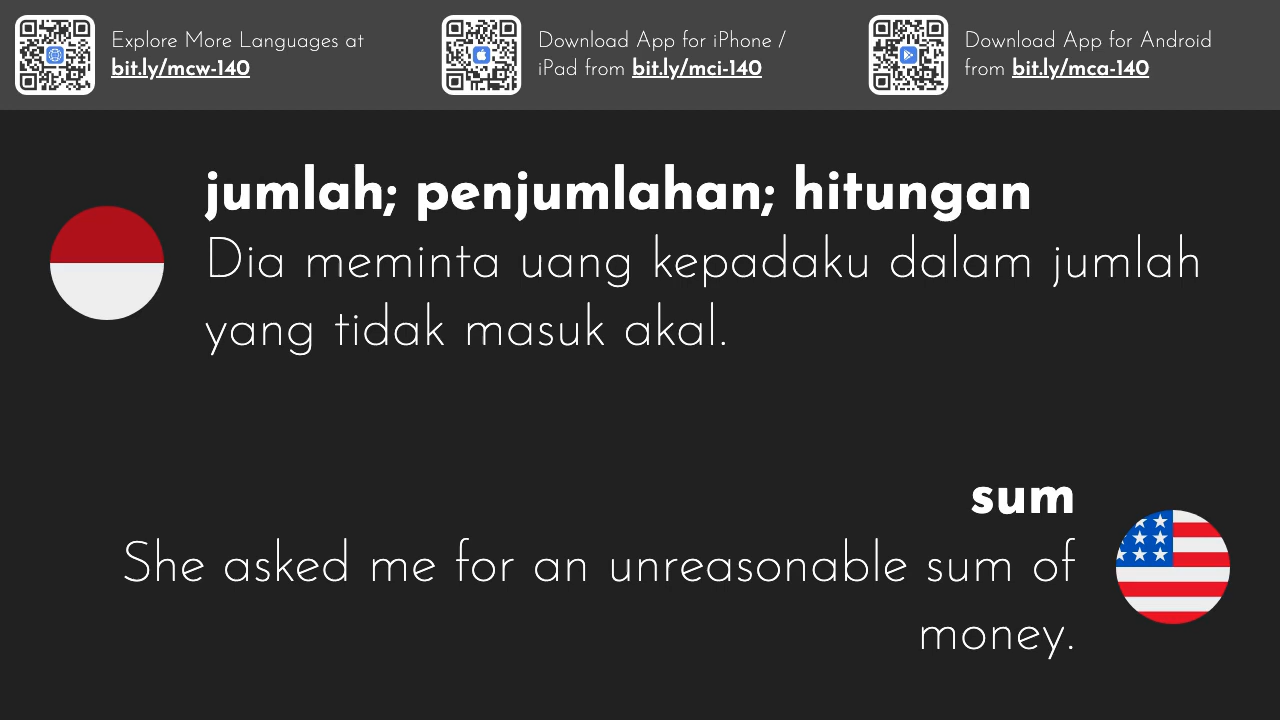 Explore More Languages at
bit.ly/mcw-140
Download App for iPhone /
iPad from bit.ly/mci-140
Download App for Android
from bit.ly/mca-140
jumlah; penjumlahan; hitungan
Dia meminta uang kepadaku dalam jumlah
yang tidak masuk akal.
sum
She asked me for an unreasonable sum of
money.